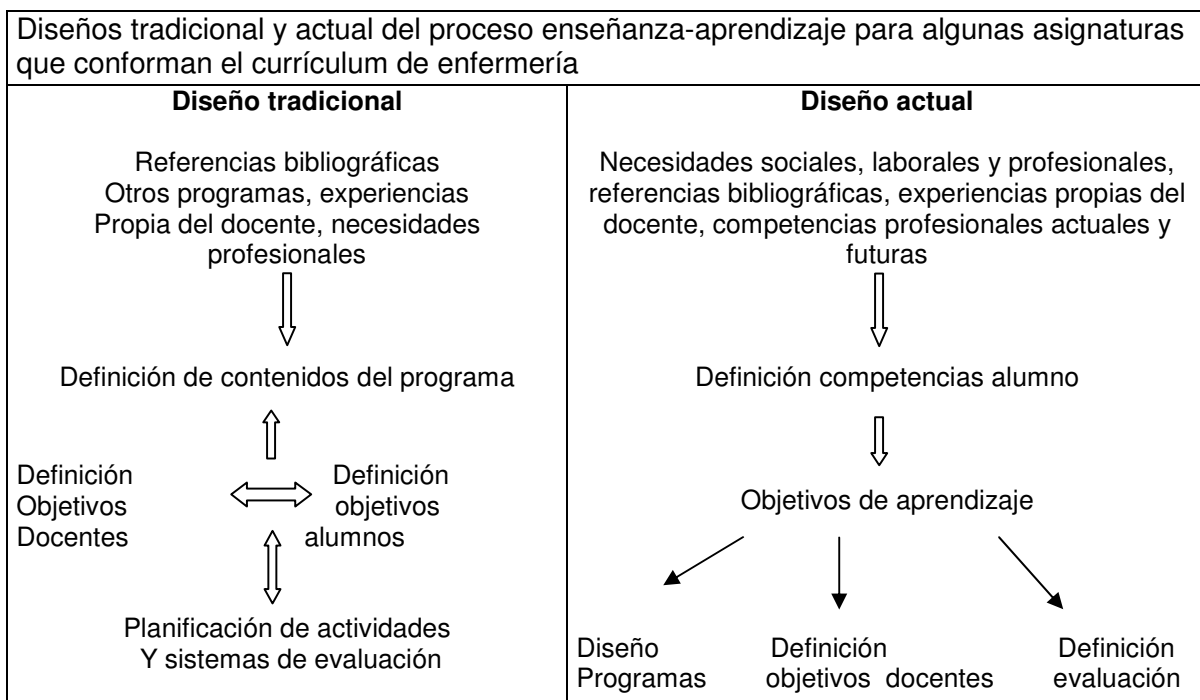 Diseños tradicional y actual del proceso enseñanza-aprendizaje para algunas asignaturas
que conforman el currículum de enfermería
Diseño tradicional
Referencias bibliográficas
Otros programas, experiencias
Propia del docente, necesidades
profesionales
Definición de contenidos del programa
Definición
Objetivos
Docentes
Definición
objetivos
alumnos
Planificación de actividades
Y sistemas de evaluación
Diseño actual
Necesidades sociales, laborales y profesionales,
referencias bibliográficas, experiencias propias del
docente, competencias profesionales actuales y
futuras
Definición competencias alumno
Objetivos de aprendizaje
Diseño
Programas
Definición
objetivos docentes
Definición
evaluación